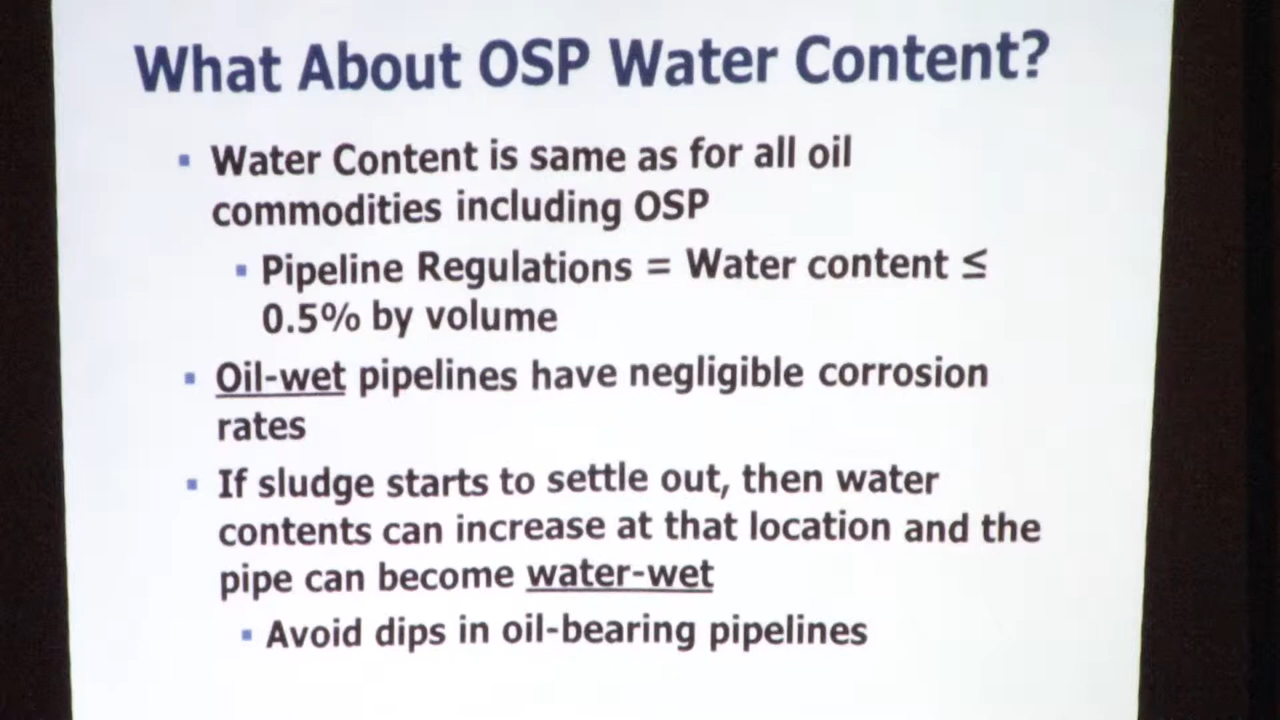 What About OSP Water Content?
▪ Water Content is same as for all oil
commodities including OSP
▪ Pipeline Regulations = Water content ≤
0.5% by volume
▪ Oil-wet pipelines have negligible corrosion
rates
▪ If sludge starts to settle out, then water
contents can increase at that location and the
pipe can become water-wet
▪ Avoid dips in oil-bearing pipelines